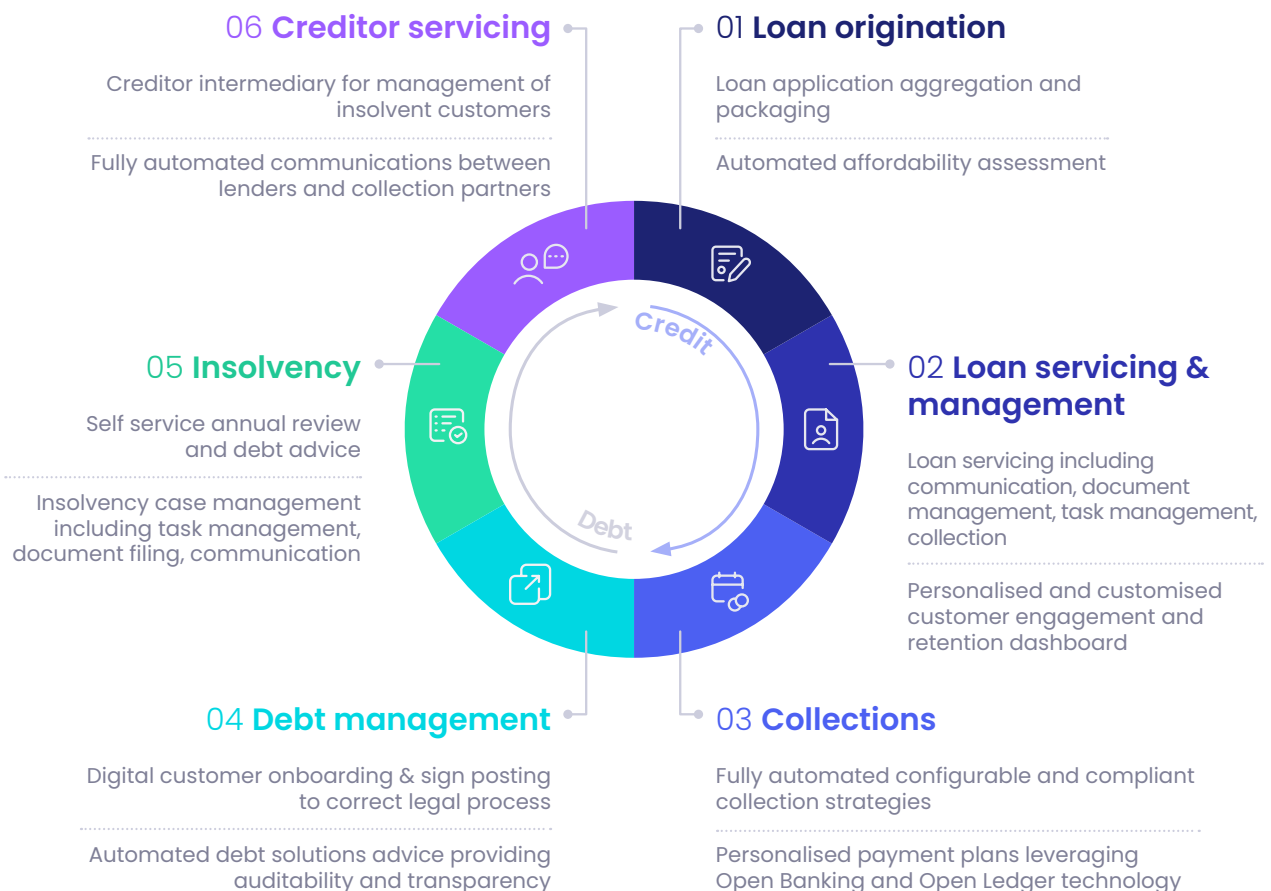 06 Creditor servicing
Creditor intermediary for management of
insolvent customers
Fully automated communications between
lenders and collection partners
01 Loan origination
Loan application aggregation and
packaging
Automated affordability assessment
Credit
Debt
05 Insolvency
Self service annual review
and debt advice
Insolvency case management
including task management,
document filing, communication
02 Loan servicing &
management
Loan servicing including
communication, document
management, task management,
collection
Personalised and customised
customer engagement and
retention dashboard
04 Debt management
Digital customer onboarding & sign posting
to correct legal process
Automated debt solutions advice providing
auditability and transparency
03 Collections
Fully automated configurable and compliant
collection strategies
Personalised payment plans leveraging
Open Banking and Open Ledger technology